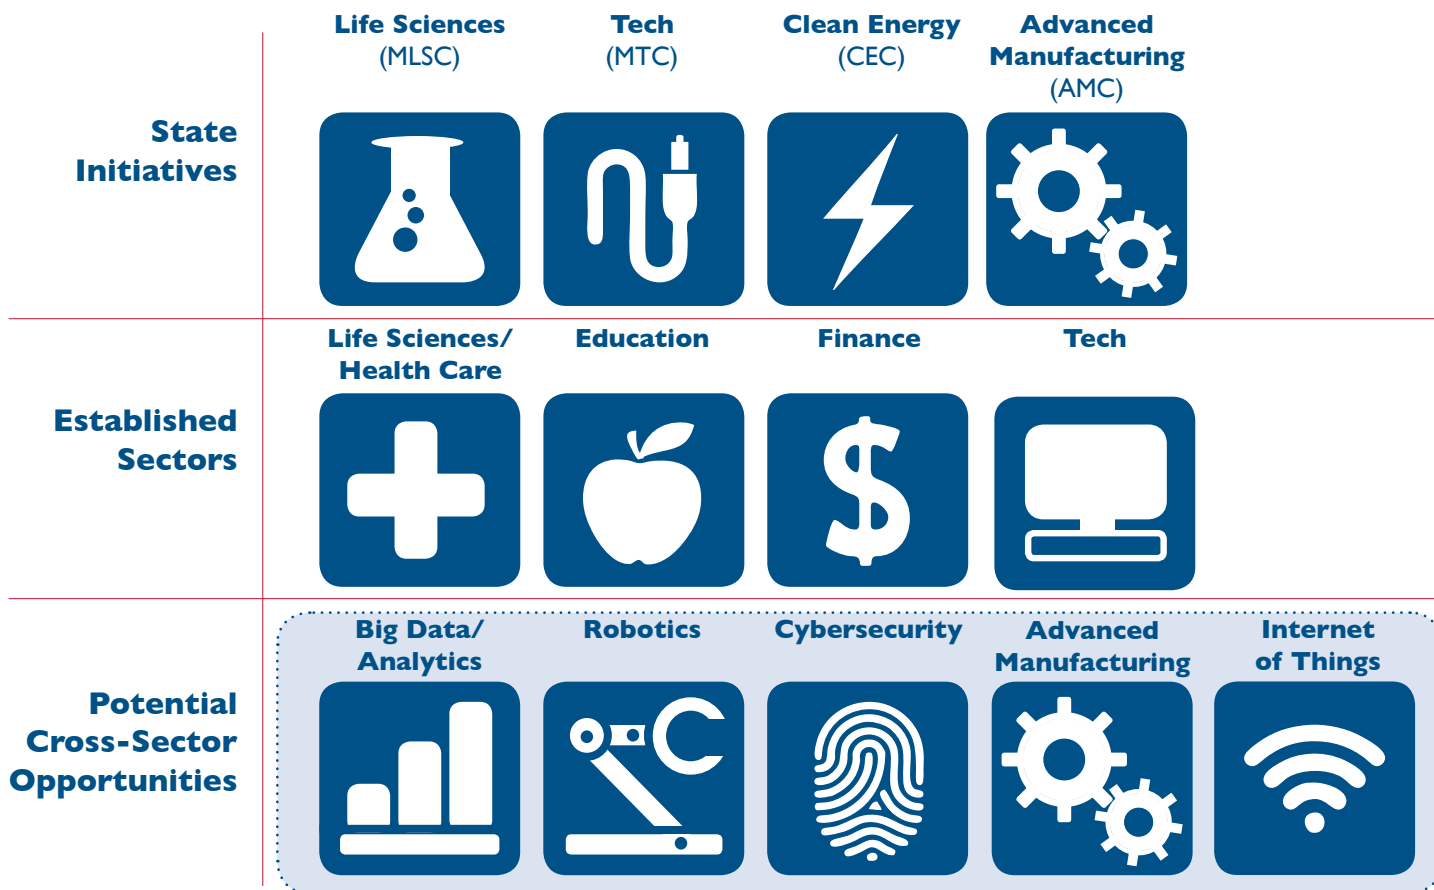 Life Sciences
(MLSC)
Tech
(MTC)
Clean Energy
(CEC)
Advanced
Manufacturing
(AMC)
State
Initiatives
Life Sciences/
Health Care
Education
Finance
Tech
Established
Sectors
Big Data/
Analytics
Robotics
Cybersecurity
Advanced
Manufacturing
Internet
of Things
Potential
Cross-Sector
Opportunities